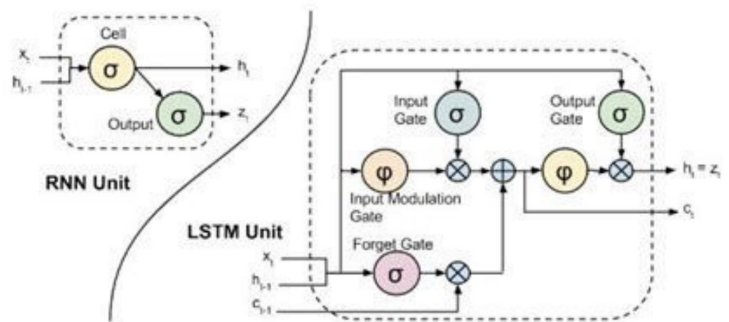 Cell
xₜ
σ
hₜ
hₜ₋₁
Output
σ
zₜ
RNN Unit
Input
Gate
σ
Output
Gate
σ
φ
φ
hₜ = zₜ
Input Modulation
Gate
cₜ
LSTM Unit
Forget Gate
xₜ
σ
hₜ₋₁
cₜ₋₁